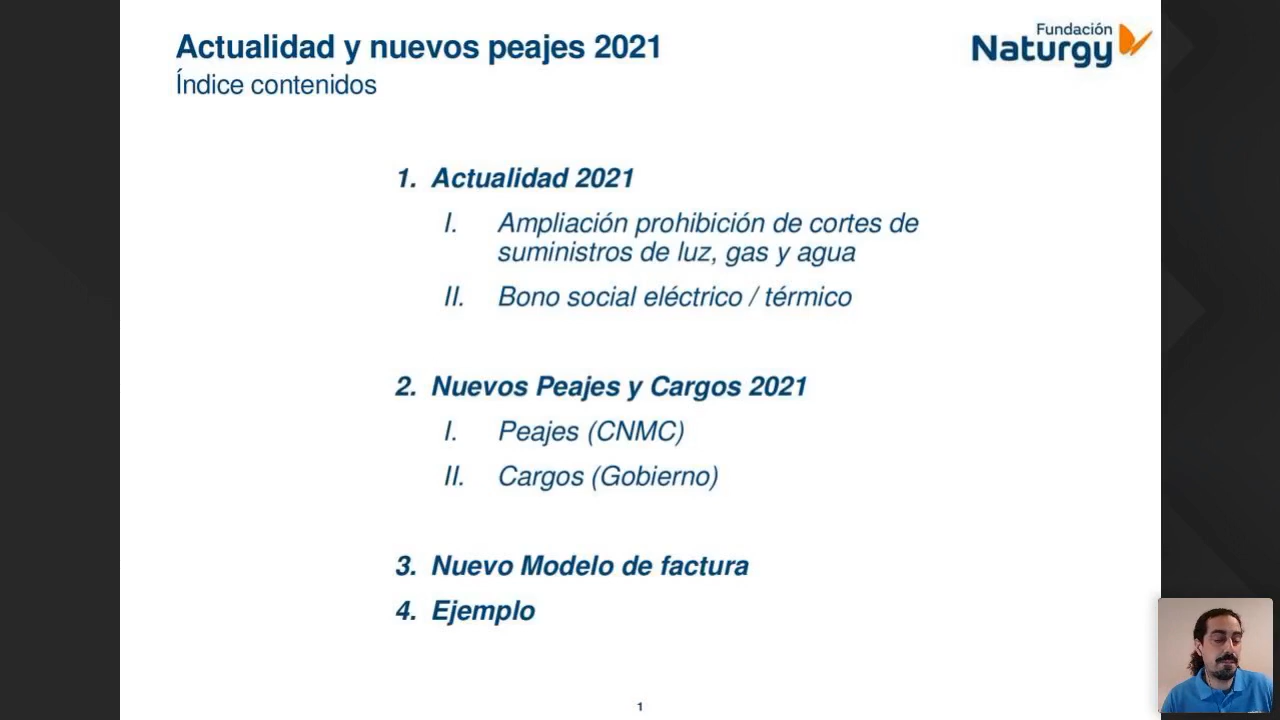 Actualidad y nuevos peajes 2021
Índice contenidos
Fundación
Naturgy
1. Actualidad 2021
I. Ampliación prohibición de cortes de
suministros de luz, gas y agua
II. Bono social eléctrico / térmico
2. Nuevos Peajes y Cargos 2021
I. Peajes (CNMC)
II. Cargos (Gobierno)
3. Nuevo Modelo de factura
4. Ejemplo
1